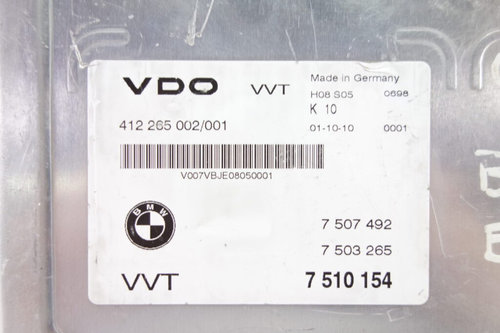 VDO VVT Made in Germany
H08 S05 0698
K 10
412 265 002/001 01-10-10 0001
V007VBJE08050001
BMW
7 507 492
7 503 265
VVT 7 510 154